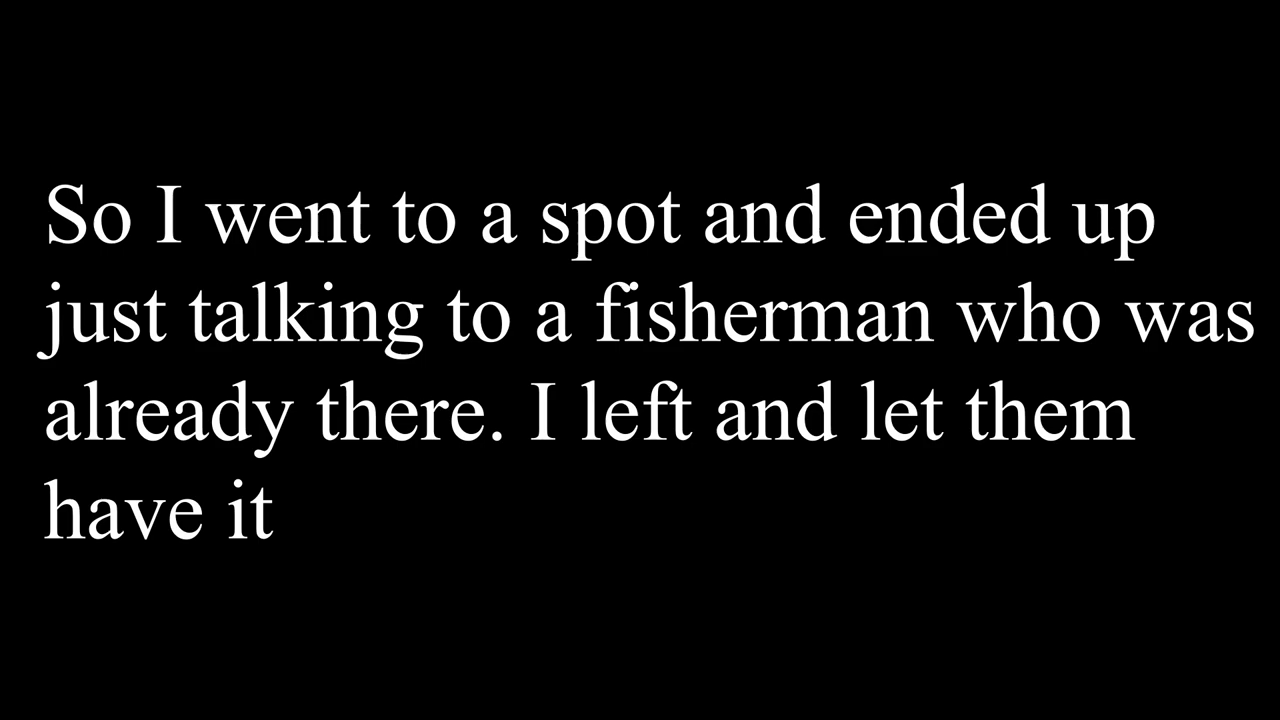 So I went to a spot and ended up
just talking to a fisherman who was
already there. I left and let them
have it